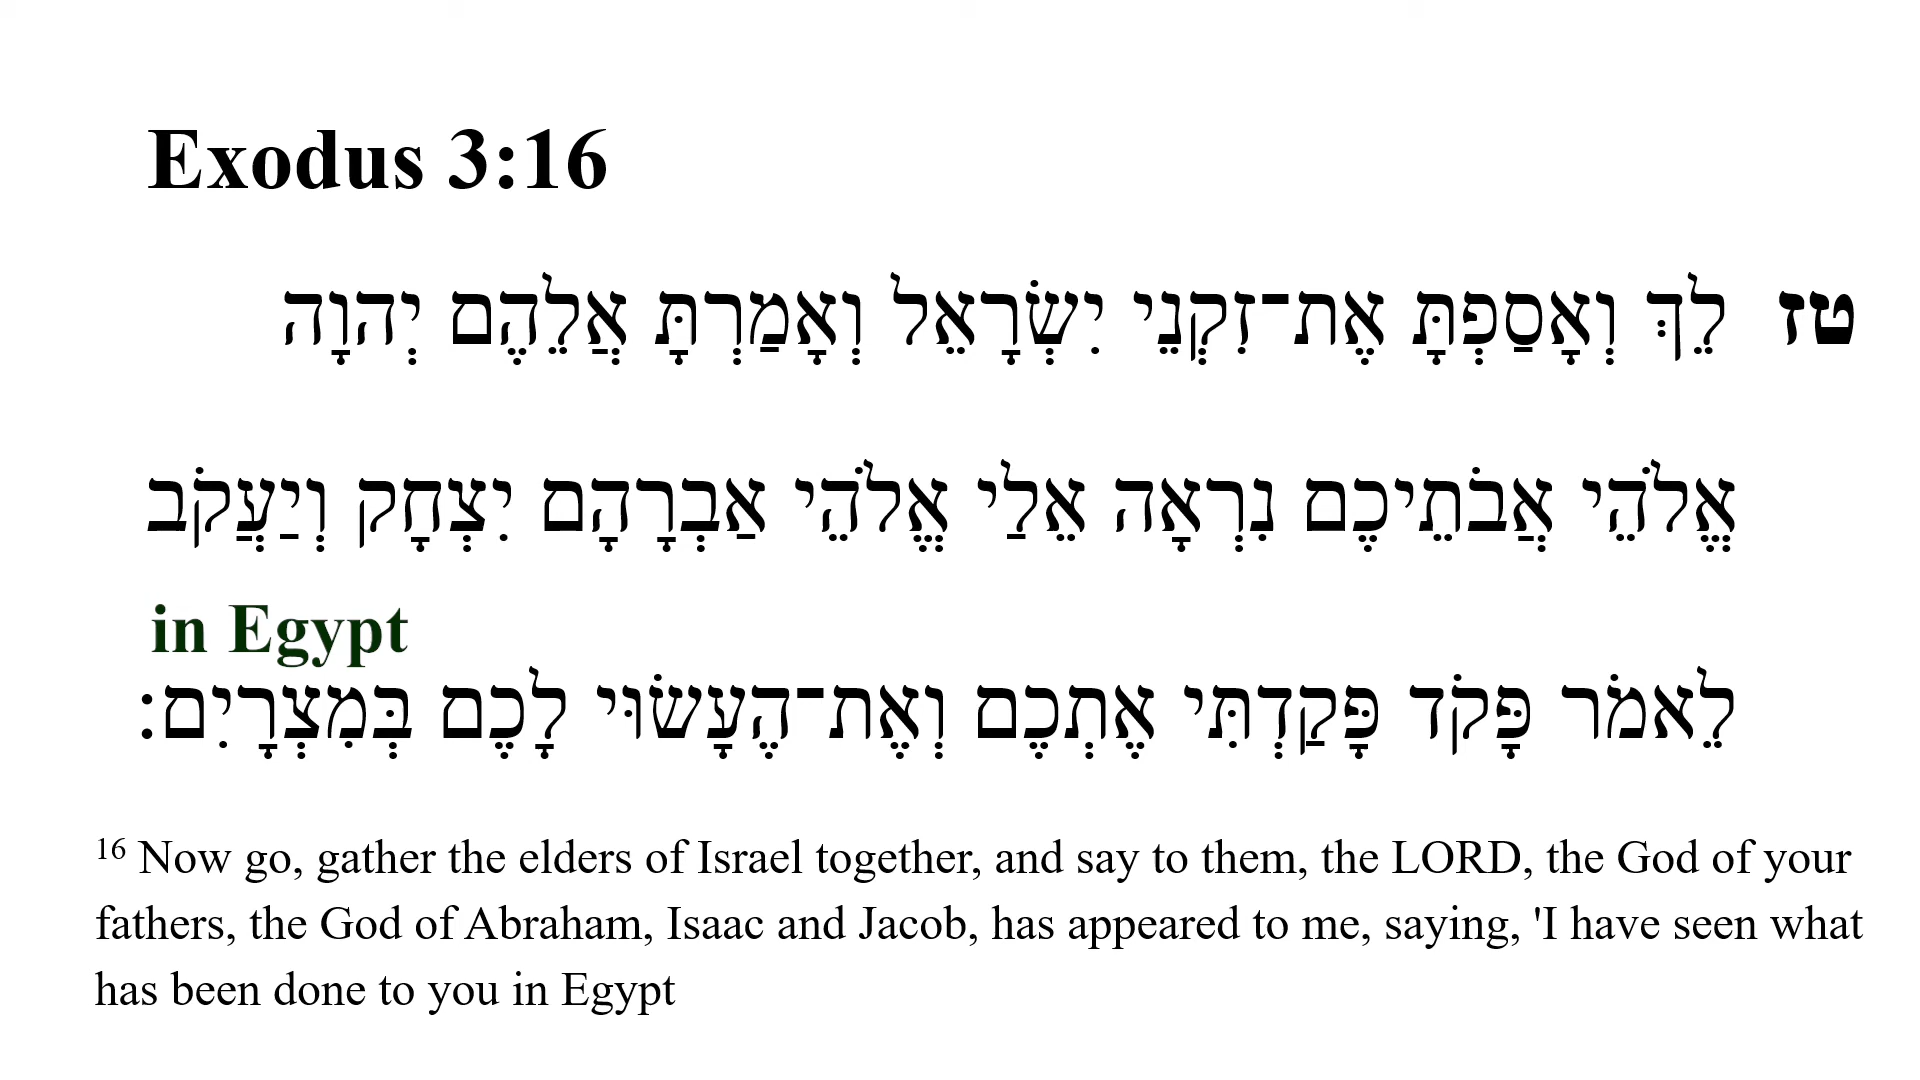 Exodus 3:16
טז לֵךְ וְאָסַפְתָּ אֶת־זִקְנֵי יִשְׂרָאֵל וְאָמַרְתָּ אֲלֵהֶם יְהוָה
אֱלֹהֵי אֲבֹתֵיכֶם נִרְאָה אֵלַי אֱלֹהֵי אַבְרָהָם יִצְחָק וְיַעֲקֹב
in Egypt
לֵאמֹר פָּקֹד פָּקַדְתִּי אֶתְכֶם וְאֶת־הֶעָשׂוּי לָכֶם בְּמִצְרָיִם׃
16 Now go, gather the elders of Israel together, and say to them, the LORD, the God of your
fathers, the God of Abraham, Isaac and Jacob, has appeared to me, saying, 'I have seen what
has been done to you in Egypt